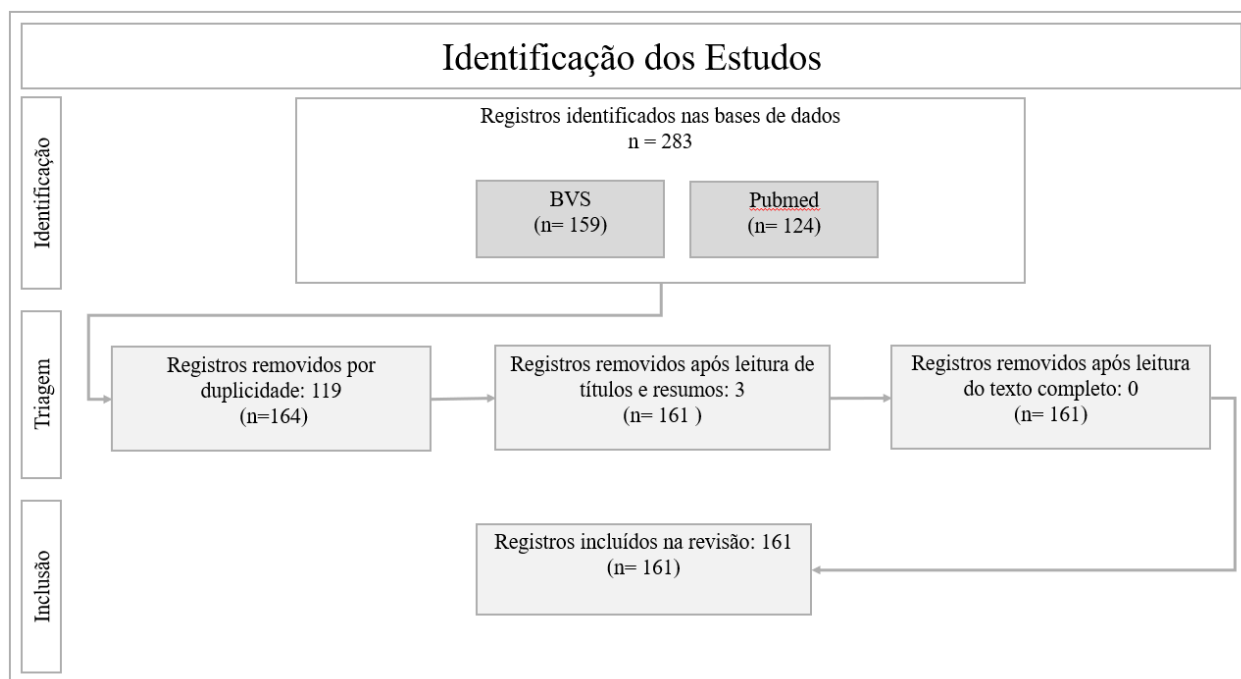 Identificação dos Estudos
Identificação
Registros identificados nas bases de dados
n = 283
BVS
(n= 159)
Pubmed
(n= 124)
Triagem
Registros removidos por
duplicidade: 119
(n=164)
Registros removidos após leitura de
títulos e resumos: 3
(n= 161 )
Registros removidos após leitura
do texto completo: 0
(n= 161)
Inclusão
Registros incluídos na revisão: 161
(n= 161)